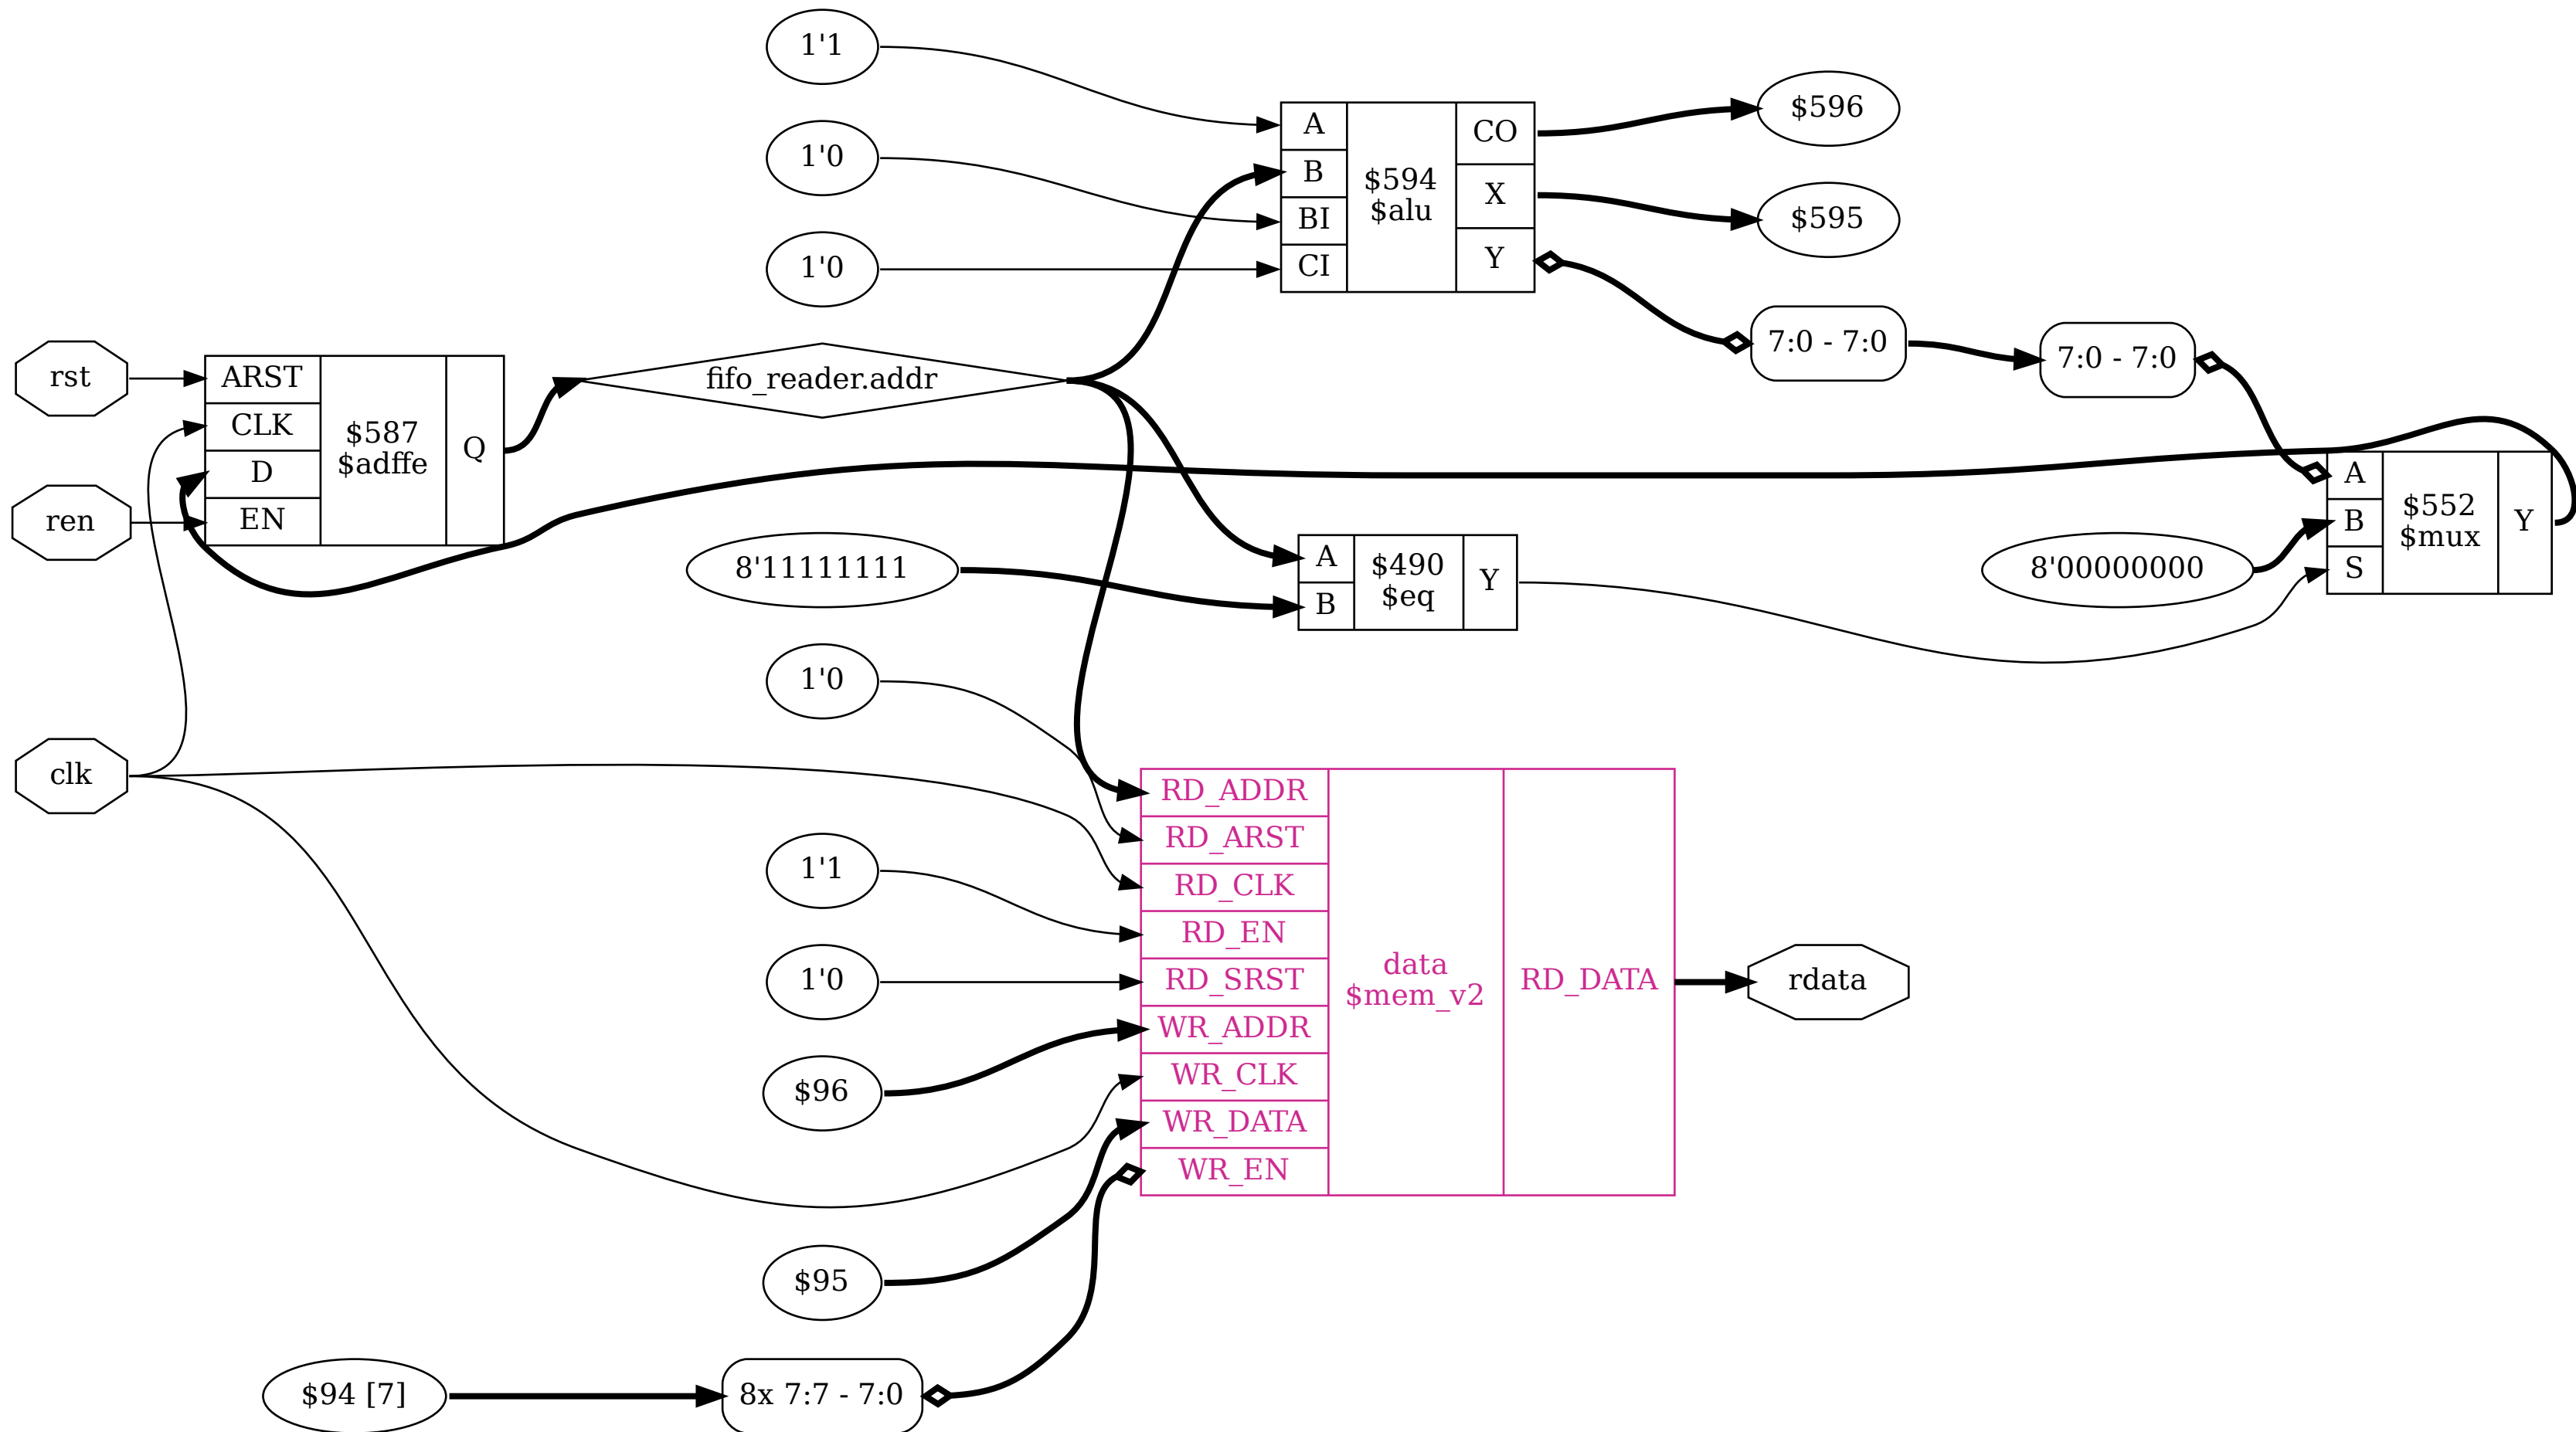 1'1
1'0
1'0
A
B
BI
CI
$594
$alu
CO
X
Y
$596
$595
7:0 - 7:0
7:0 - 7:0
rst
ren
clk
ARST
CLK
D
EN
$587
$adffe
Q
fifo_reader.addr
8'11111111
A
B
$490
$eq
Y
8'00000000
A
B
S
$552
$mux
Y
1'0
1'1
1'0
$96
$95
$94 [7]
8x 7:7 - 7:0
RD_ADDR
RD_ARST
RD_CLK
RD_EN
RD_SRST
WR_ADDR
WR_CLK
WR_DATA
WR_EN
data
$mem_v2
RD_DATA
rdata